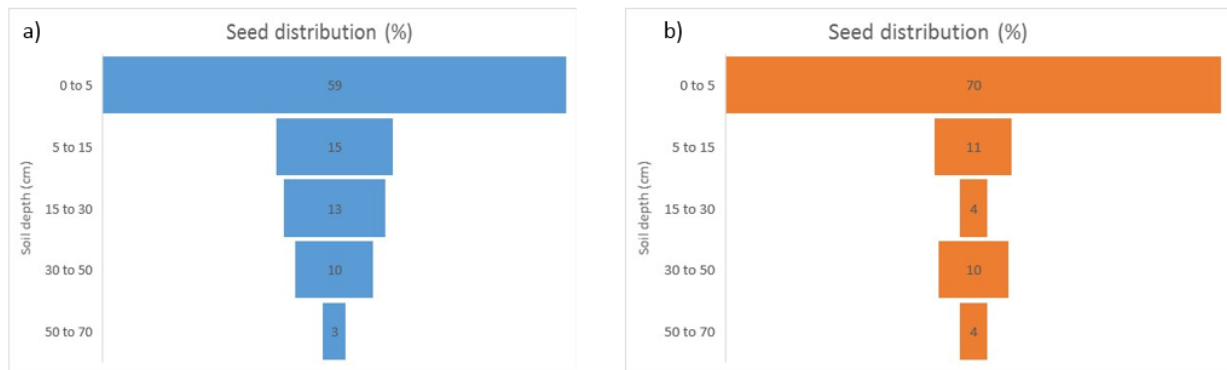 a)
Seed distribution (%)
Soil depth (cm)
0 to 5
59
5 to 15
15
15 to 30
13
30 to 50
10
50 to 70
3
b)
Seed distribution (%)
Soil depth (cm)
0 to 5
70
5 to 15
11
15 to 30
4
30 to 50
10
50 to 70
4